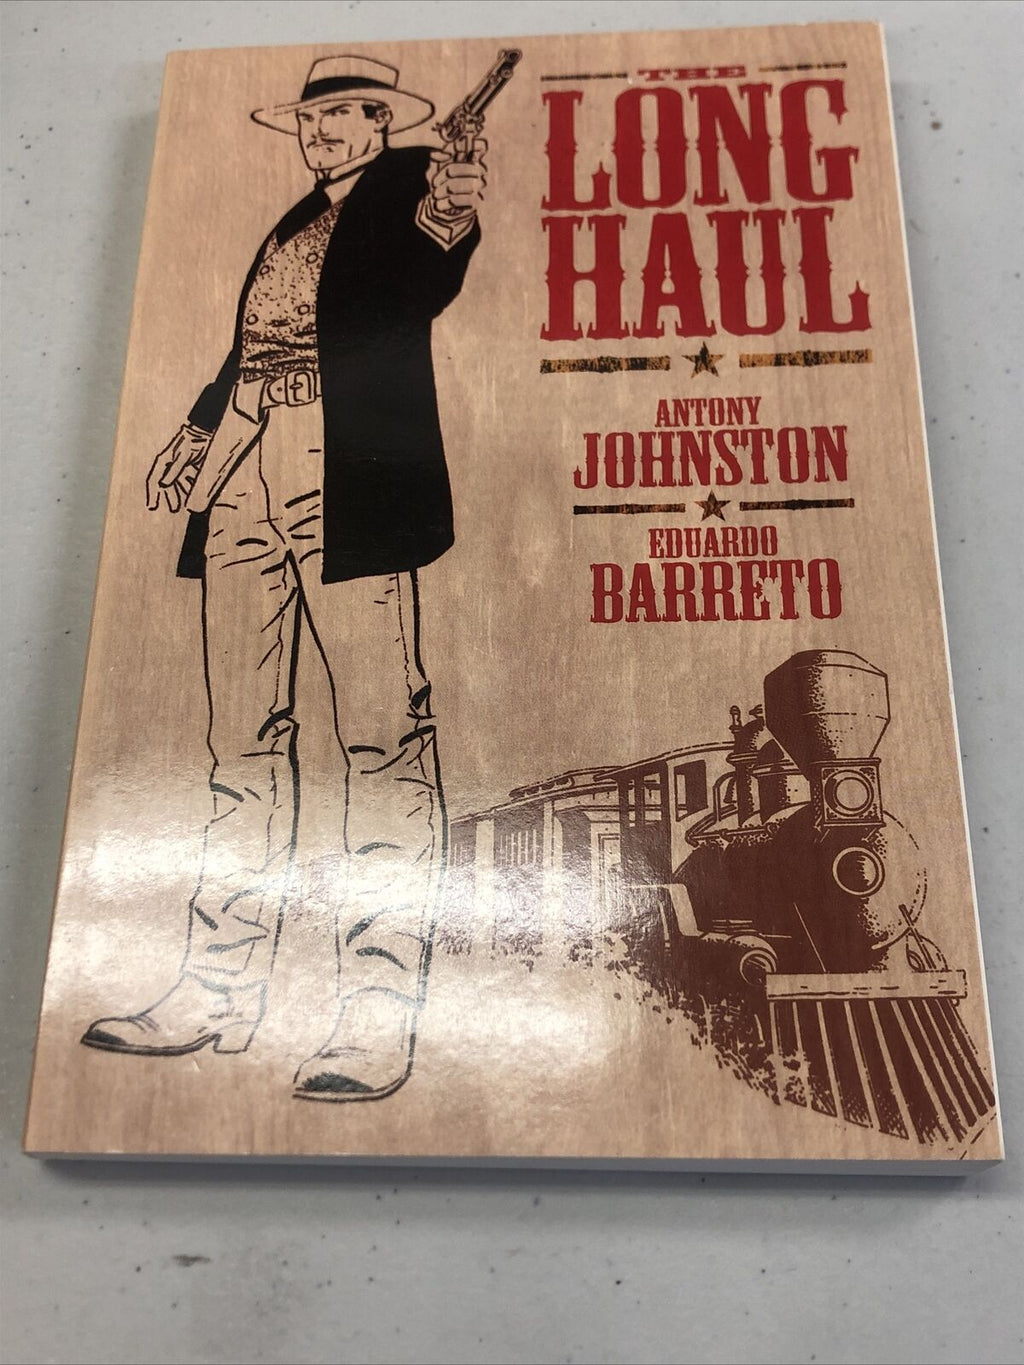 THE
LONG
HAUL
ANTONY
JOHNSTON
EDUARDO
BARRETO